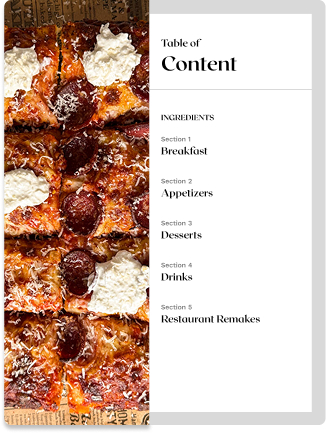 Table of
Content
INGREDIENTS
Section 1
Breakfast
Section 2
Appetizers
Section 3
Desserts
Section 4
Drinks
Section 5
Restaurant Remakes